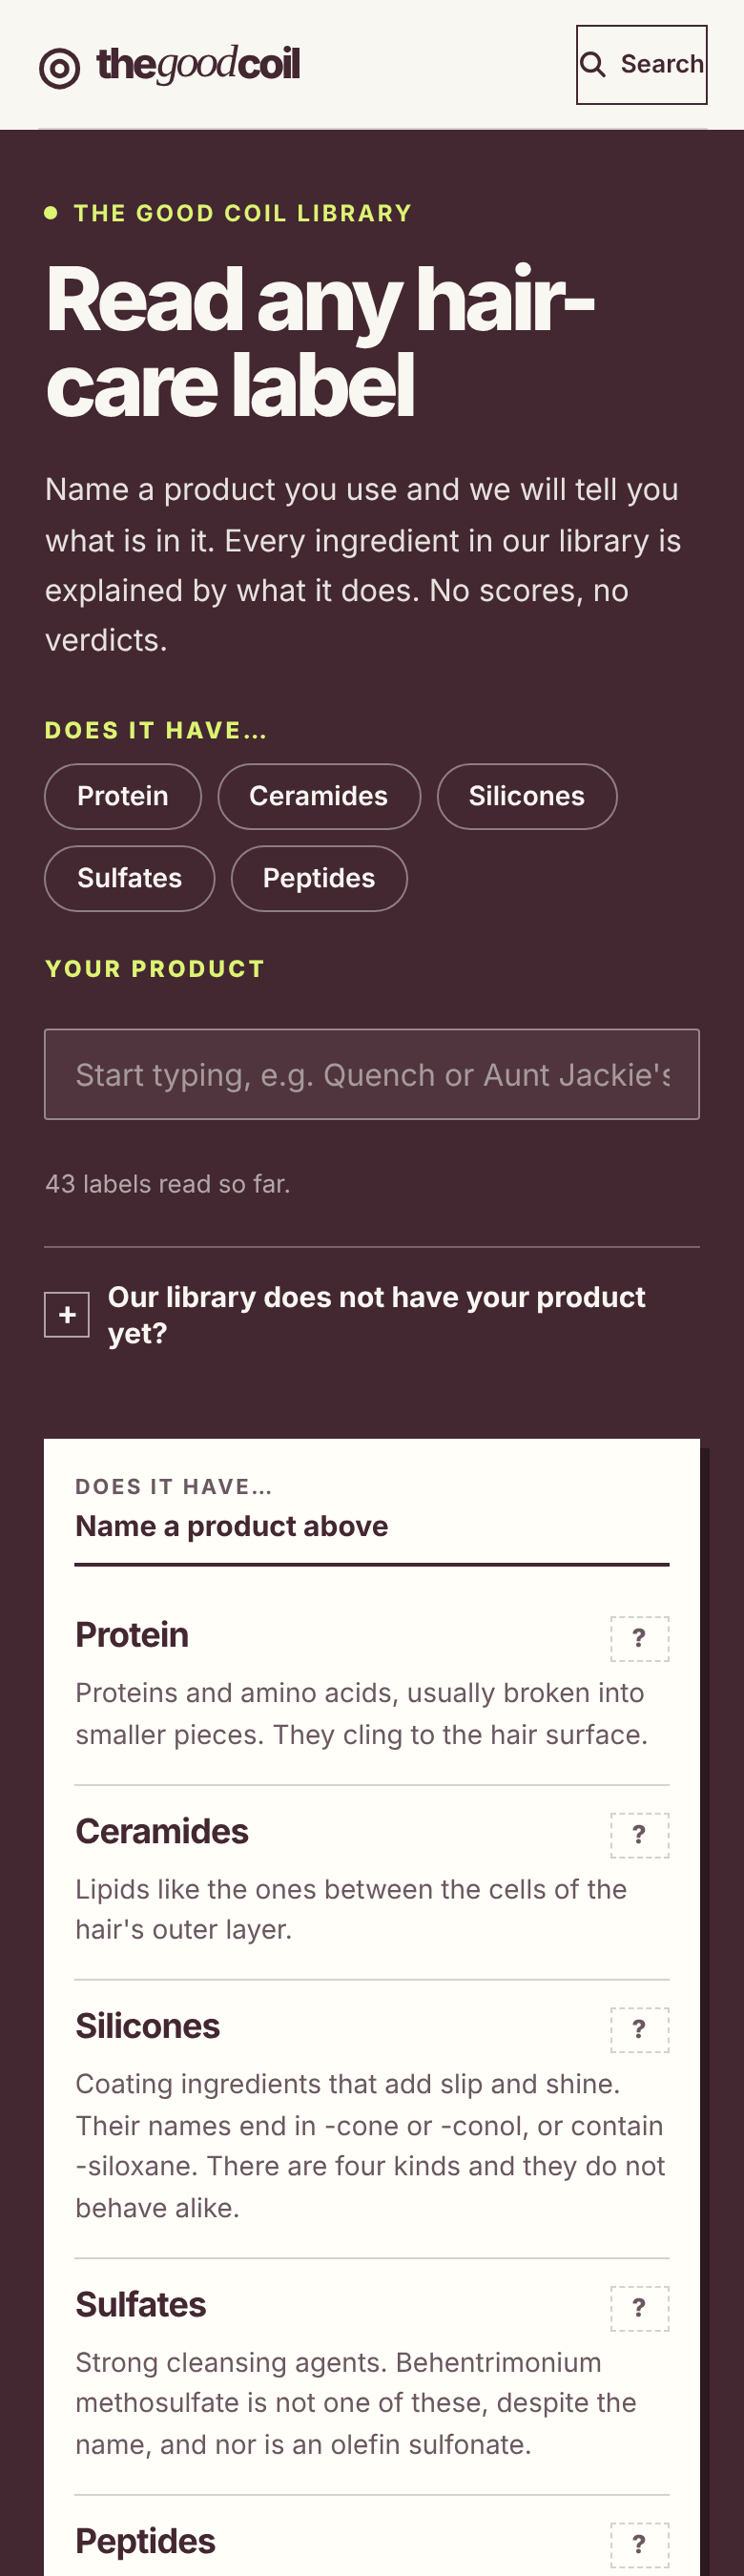 thegoodcoil
Search
THE GOOD COIL LIBRARY
Read any hair-
care label
Name a product you use and we will tell you
what is in it. Every ingredient in our library is
explained by what it does. No scores, no
verdicts.
DOES IT HAVE...
Protein
Ceramides
Silicones
Sulfates
Peptides
YOUR PRODUCT
Start typing, e.g. Quench or Aunt Jackie's
43 labels read so far.
+
Our library does not have your product
yet?
DOES IT HAVE...
Name a product above
Protein
?
Proteins and amino acids, usually broken into
smaller pieces. They cling to the hair surface.
Ceramides
?
Lipids like the ones between the cells of the
hair's outer layer.
Silicones
?
Coating ingredients that add slip and shine.
Their names end in -cone or -conol, or contain
-siloxane. There are four kinds and they do not
behave alike.
Sulfates
?
Strong cleansing agents. Behentrimonium
methosulfate is not one of these, despite the
name, and nor is an olefin sulfonate.
Peptides
?